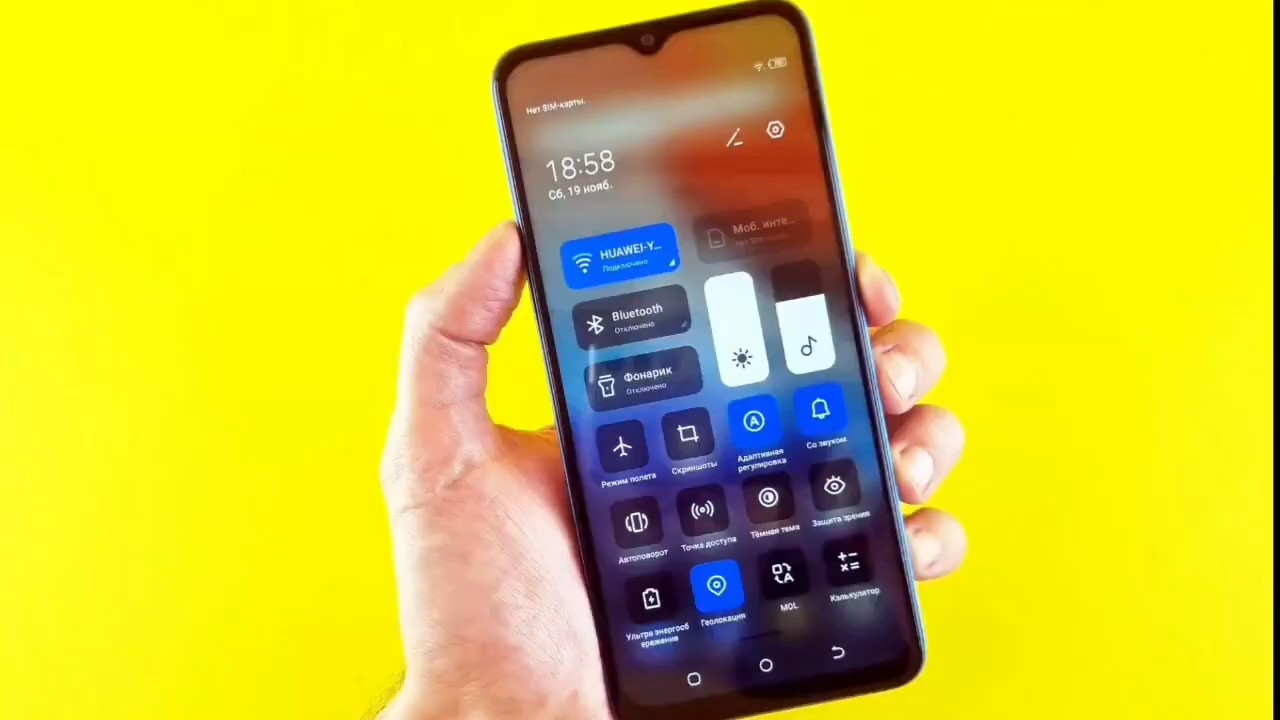 Нет SIM-карты.
18:58
Сб, 19 нояб.
HUAWEI-Y...
Подключено
Моб. инте...
Bluetooth
Отключено
Фонарик
Отключено
Режим полета
Скриншоты
Адаптивная
регулировка
Со звуком
Автоповорот
Точка доступа
Тёмная тема
Защита зрения
Ультра энергосб
ережение
Геолокация
MOL
Калькулятор